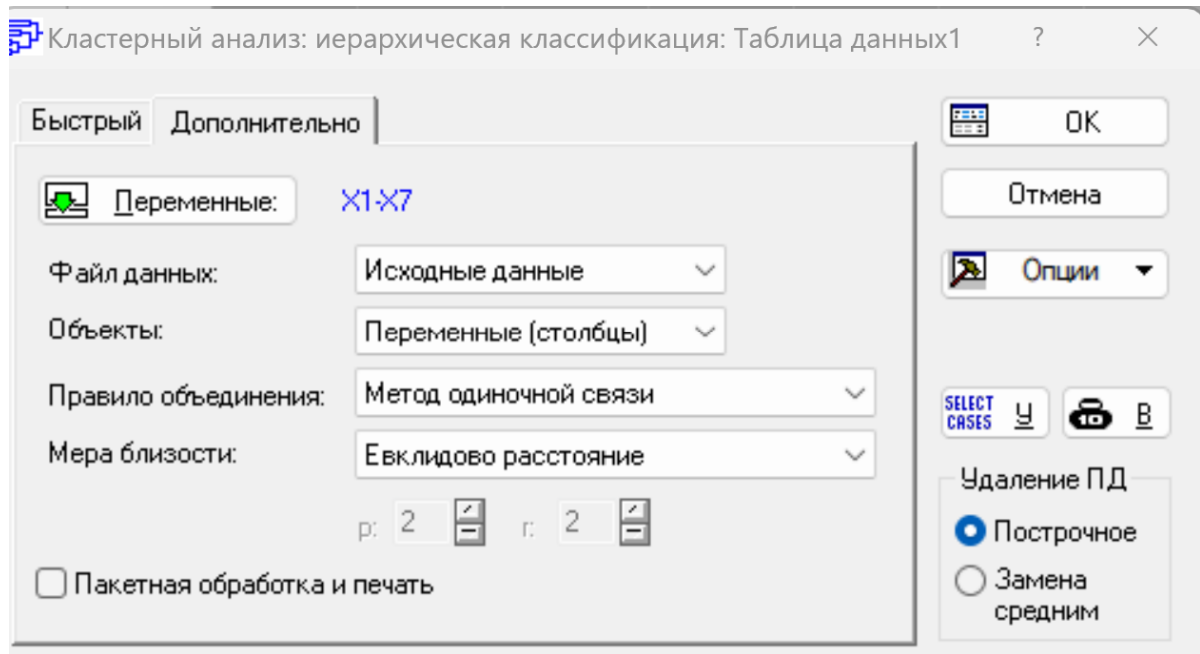 Кластерный анализ: иерархическая классификация: Таблица данных1 ?
Быстрый Дополнительно
Переменные: X1-X7
Файл данных: Исходные данные
Объекты: Переменные (столбцы)
Правило объединения: Метод одиночной связи
Мера близости: Евклидово расстояние
p: 2 r: 2
Пакетная обработка и печать
OK
Отмена
Опции
SELECT
CASES У 10 В
Удаление ПД
Построчное
Замена
средним